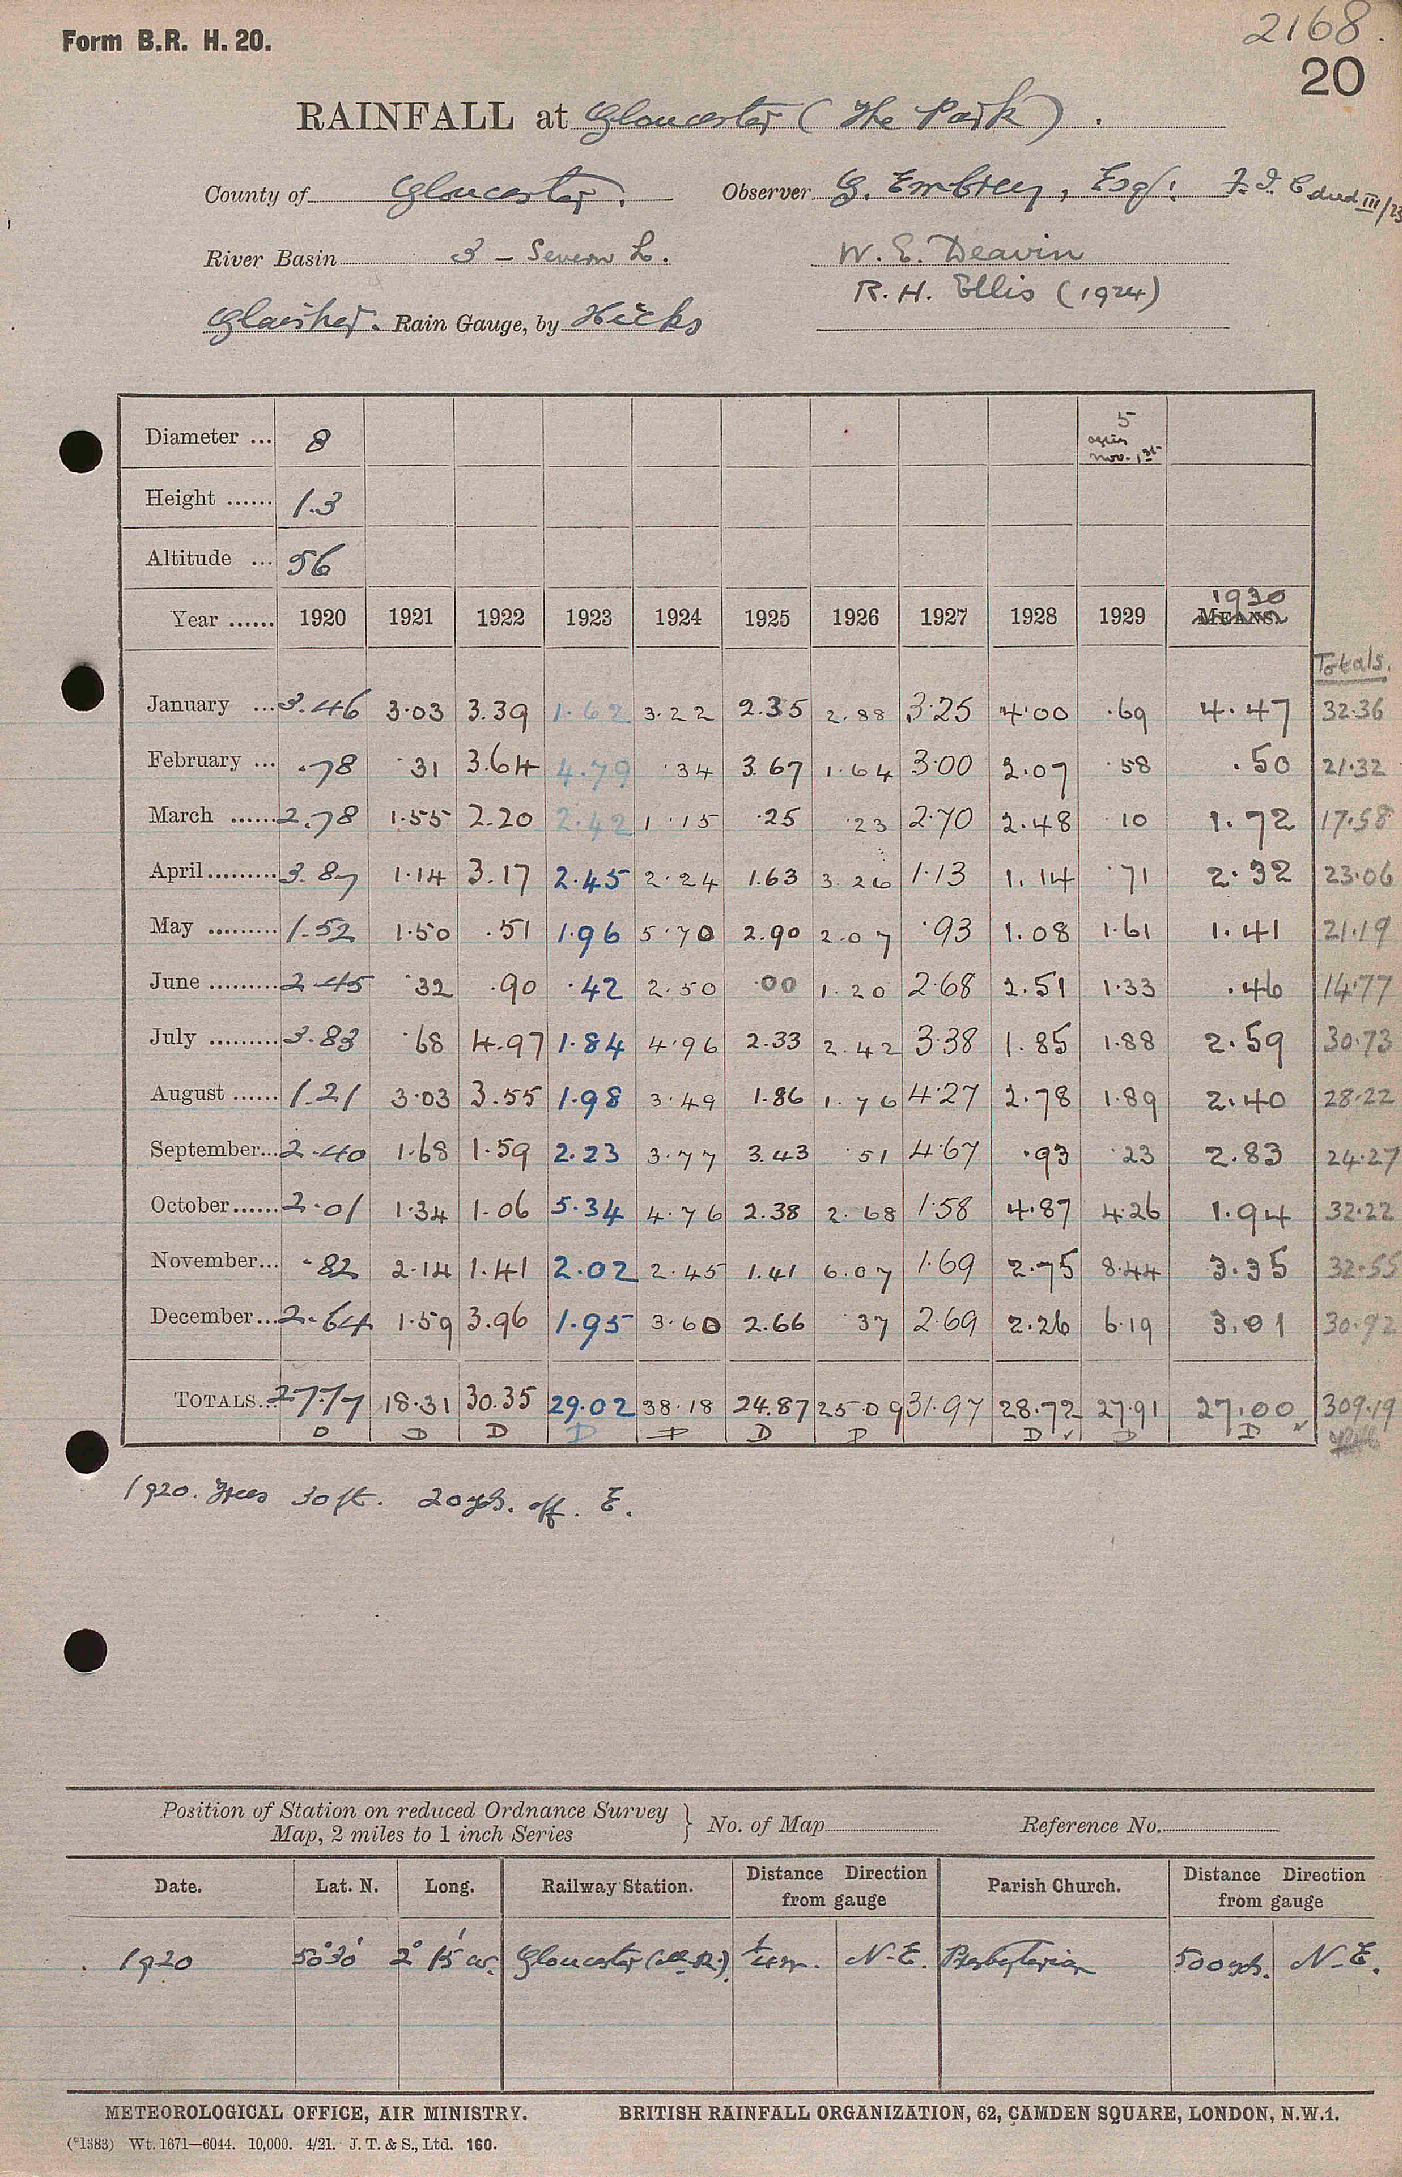 2168.
Form B.R. H. 20.
20
RAINFALL at Gloucester (The Park).
County of Gloucester. Observer G. Embrey, Esq. F.I.C died III/23
River Basin 3 - Severn L. W. E. Deavin
R. H. Ellis (1924)
Glaisher. Rain Gauge, by Hicks
Diameter ... 8 5 after Nov. 1st
Height ...... 1.3
Altitude ... 56
Year ...... 1920 1921 1922 1923 1924 1925 1926 1927 1928 1929 MEANS. 1930
Totals.
January ... 3.46 3.03 3.39 1.62 3.22 2.35 2.88 3.25 4.00 .69 4.47 32.36
February ... .78 .31 3.64 4.79 .34 3.67 1.64 3.00 2.07 .58 .50 21.32
March ...... 2.78 1.55 2.20 2.42 1.15 .25 .23 2.70 2.48 .10 1.72 17.58
April ......... 3.87 1.14 3.17 2.45 2.24 1.63 3.26 1.13 1.14 .71 2.32 23.06
May ......... 1.52 1.50 .51 1.96 5.70 2.90 2.07 .93 1.08 1.61 1.41 21.19
June ......... 2.45 .32 .90 .42 2.50 .00 1.20 2.68 2.51 1.33 .46 14.77
July ......... 3.83 .68 4.97 1.84 4.96 2.33 2.42 3.38 1.85 1.88 2.59 30.73
August ...... 1.21 3.03 3.55 1.98 3.49 1.86 1.76 4.27 2.78 1.89 2.40 28.22
September... 2.40 1.68 1.59 2.23 3.77 3.43 .51 4.67 .93 .23 2.83 24.27
October...... 2.01 1.34 1.06 5.34 4.76 2.38 2.68 1.58 4.87 4.26 1.94 32.22
November... .82 2.14 1.41 2.02 2.45 1.41 6.07 1.69 2.75 8.44 3.35 32.55
December... 2.64 1.59 3.96 1.95 3.60 2.66 .37 2.69 2.26 6.19 3.01 30.92
TOTALS... 27.77 18.31 30.35 29.02 38.18 24.87 25.09 31.97 28.72 27.91 27.00 309.19
D D D D D D D D D D
1920. Trees 30 ft. 20 yds. off. E.
Position of Station on reduced Ordnance Survey Map, 2 miles to 1 inch Series } No. of Map Reference No.
Date. Lat. N. Long. Railway Station. Distance Direction from gauge Parish Church. Distance Direction from gauge
1920 50°30' 2° 15' W. Gloucester (M.R.) 1/4 m. N.E. Presbyterian 500 yds. N.E.
METEOROLOGICAL OFFICE, AIR MINISTRY. BRITISH RAINFALL ORGANIZATION, 62, CAMDEN SQUARE, LONDON, N.W.1.
(*1383) Wt. 1671—6044. 10,000. 4/21. J. T. & S., Ltd. 160.